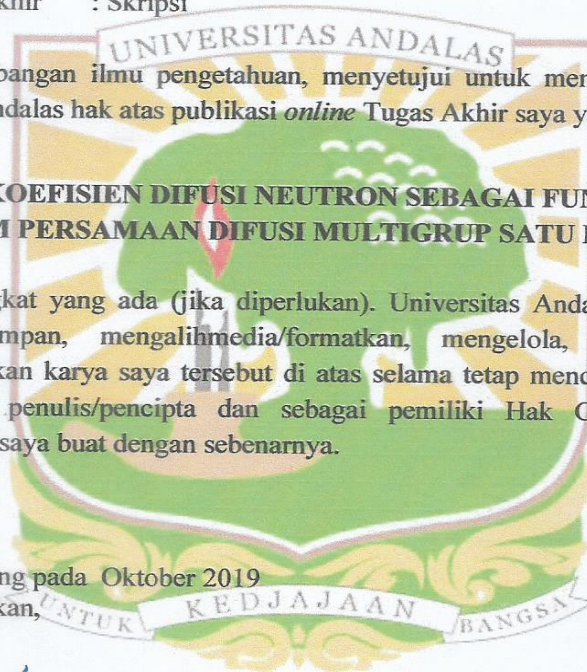 : Skripsi
UNIVERSITAS ANDALAS
bangan ilmu pengetahuan, menyetujui untuk mem
ndalas hak atas publikasi online Tugas Akhir saya y
KOEFISIEN DIFUSI NEUTRON SEBAGAI FUN
M PERSAMAAN DIFUSI MULTIGRUP SATU
gkat yang ada (jika diperlukan). Universitas Anda
mpan, mengalihmedia/formatkan, mengelola,
kan karya saya tersebut di atas selama tetap menc
penulis/pencipta dan sebagai pemiliki Hak C
saya buat dengan sebenarnya.
ng pada Oktober 2019
kan,
UNTUK KEDJAJAAN BANGSA